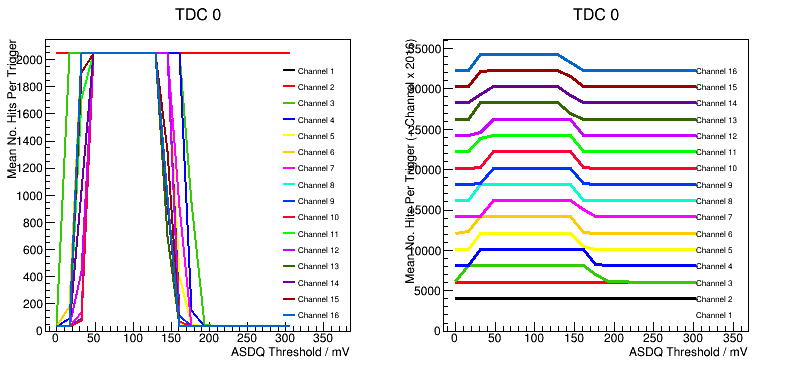 TDC 0
Mean No. Hits Per Trigger
2000
1800
1600
1400
1200
1000
800
600
400
200
0
Channel 1
Channel 2
Channel 3
Channel 4
Channel 5
Channel 6
Channel 7
Channel 8
Channel 9
Channel 10
Channel 11
Channel 12
Channel 13
Channel 14
Channel 15
Channel 16
0 50 100 150 200 250 300 350
ASDQ Threshold / mV
TDC 0
Mean No. Hits Per Trigger (+ Channel x 2016)
35000
30000
25000
20000
15000
10000
5000
0
Channel 16
Channel 15
Channel 14
Channel 13
Channel 12
Channel 11
Channel 10
Channel 9
Channel 8
Channel 7
Channel 6
Channel 5
Channel 4
Channel 3
Channel 2
Channel 1
0 50 100 150 200 250 300 350
ASDQ Threshold / mV